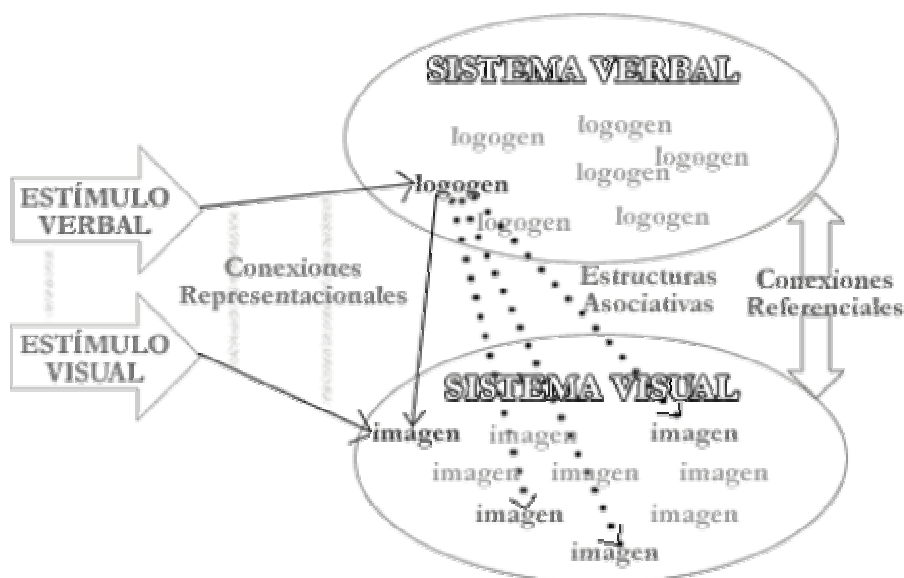 SISTEMA VERBAL
logogen
logogen
logogen
logogen
logogen
logogen
logogen
ESTÍMULO
VERBAL
Conexiones
Representacionales
Estructuras
Asociativas
Conexiones
Referenciales
ESTÍMULO
VISUAL
SISTEMA VISUAL
imagen
imagen
imagen
imagen
imagen
imagen
imagen
imagen
imagen